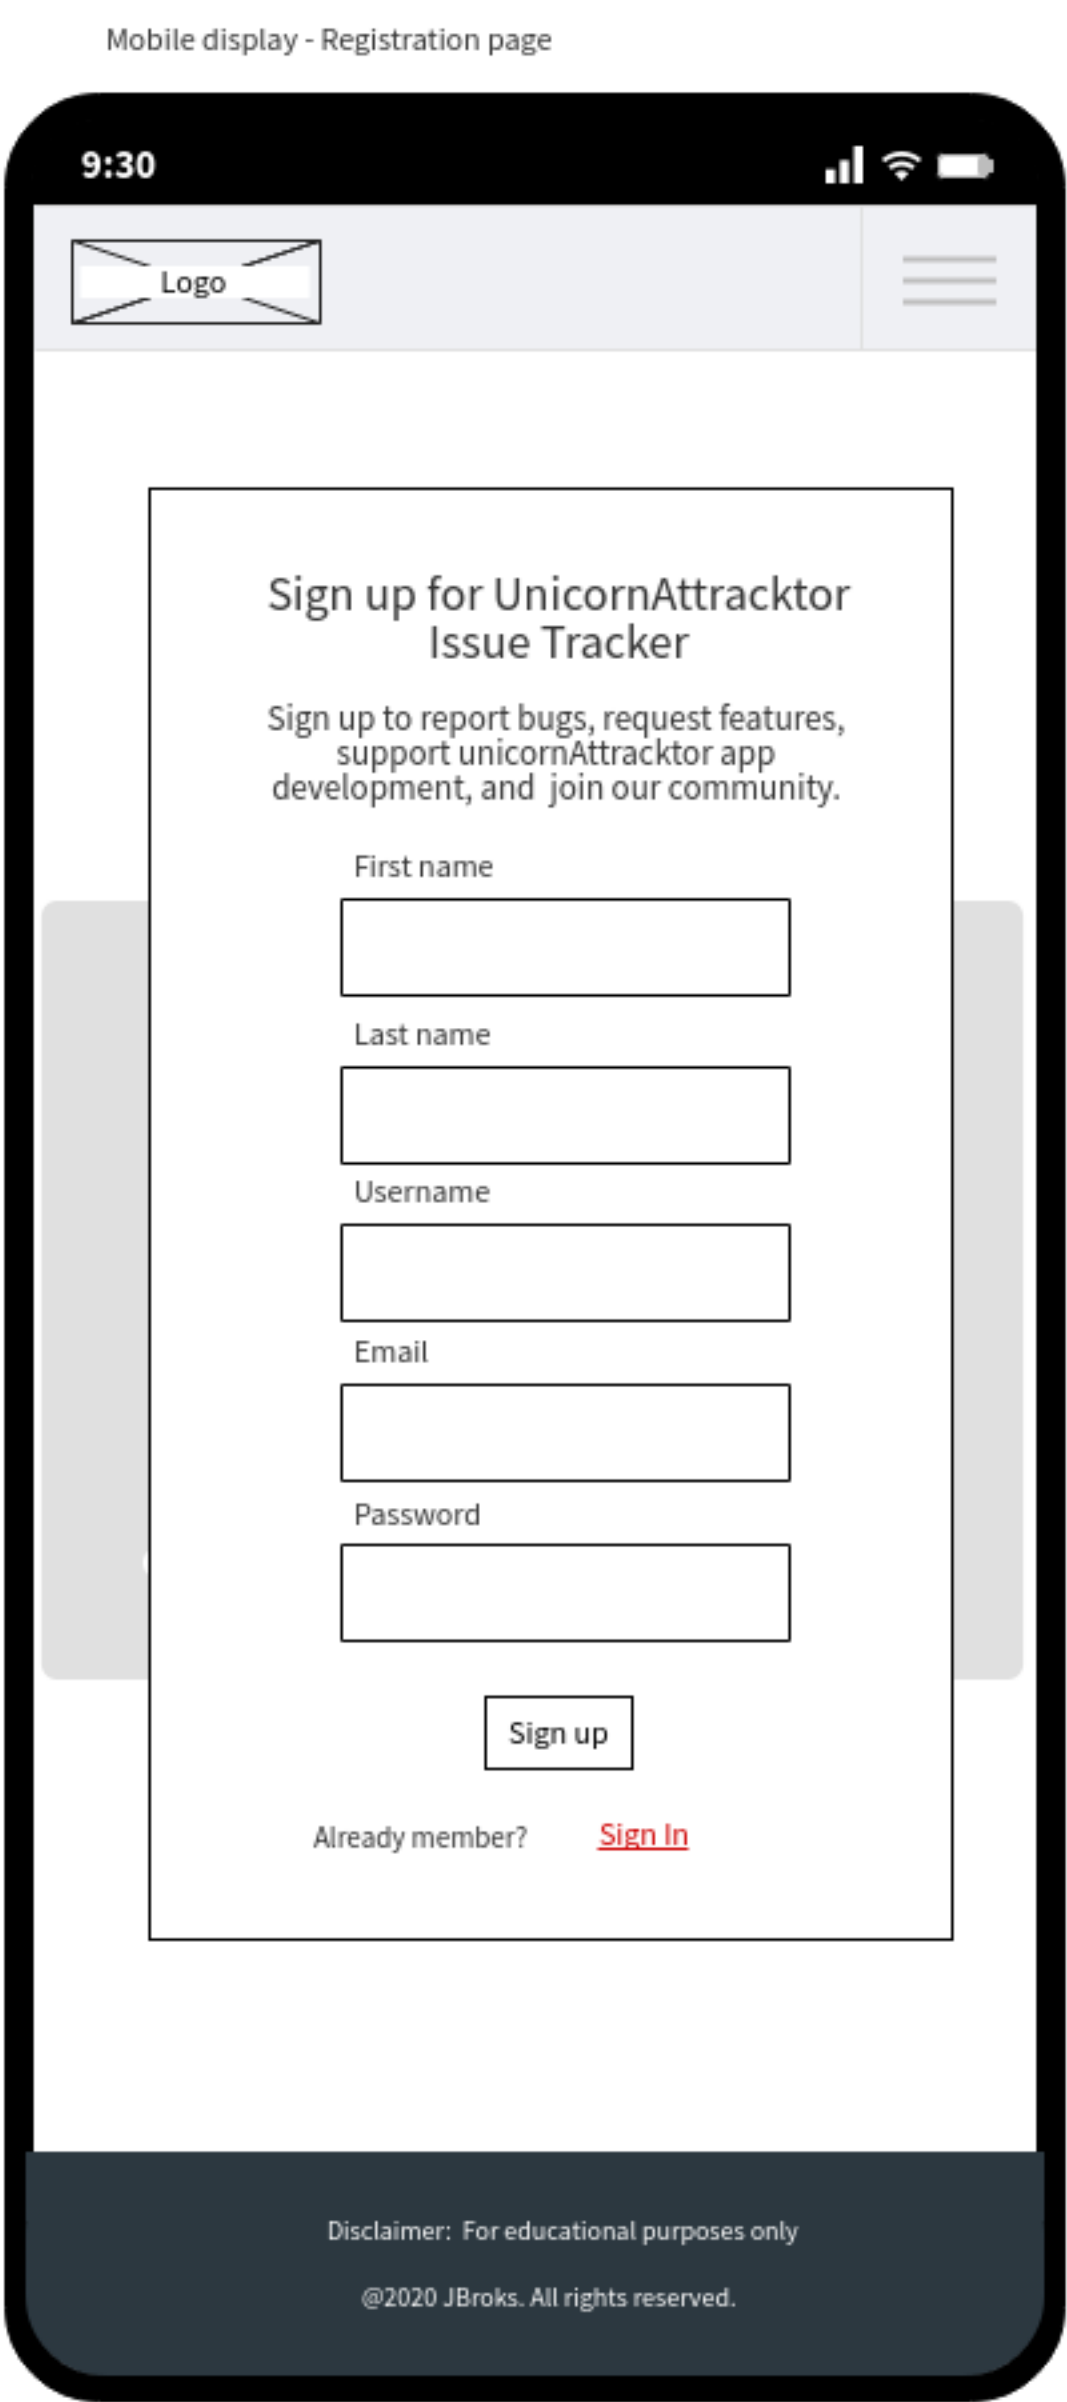 Mobile display - Registration page
9:30
Logo
Sign up for UnicornAttracktor
Issue Tracker
Sign up to report bugs, request features,
support unicornAttracktor app
development, and  join our community.
First name
Last name
Username
Email
Password
Sign up
Already member? Sign In
Disclaimer:  For educational purposes only
@2020 JBroks. All rights reserved.